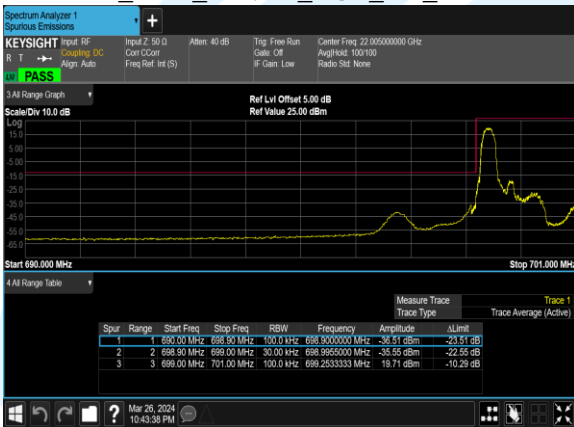 Spectrum Analyzer 1
Spurious Emissions
KEYSIGHT
R T
Input: RF
Coupling: DC
Align: Auto
Input Z: 50 Ω
Corr CCorr
Freq Ref: Int (S)
Atten: 40 dB
Trig: Free Run
Gate: Off
IF Gain: Low
Center Freq: 22.005000000 GHz
Avg|Hold: 100/100
Radio Std: None
PASS
3 All Range Graph
Scale/Div 10.0 dB
Ref Lvl Offset 5.00 dB
Ref Value 25.00 dBm
Log
15.0
5.00
-5.00
-15.0
-25.0
-35.0
-45.0
-55.0
-65.0
Start 690.000 MHz
Stop 701.000 MHz
4 All Range Table
Measure Trace Trace 1
Trace Type Trace Average (Active)
Spur Range Start Freq Stop Freq RBW Frequency Amplitude ΔLimit
1 1 690.00 MHz 698.90 MHz 100.0 kHz 698.9000000 MHz -36.51 dBm -23.51 dB
2 2 698.90 MHz 699.00 MHz 30.00 kHz 698.9955000 MHz -35.55 dBm -22.55 dB
3 3 699.00 MHz 701.00 MHz 100.0 kHz 699.2533333 MHz 19.71 dBm -10.29 dB
Mar 26, 2024
10:43:38 PM